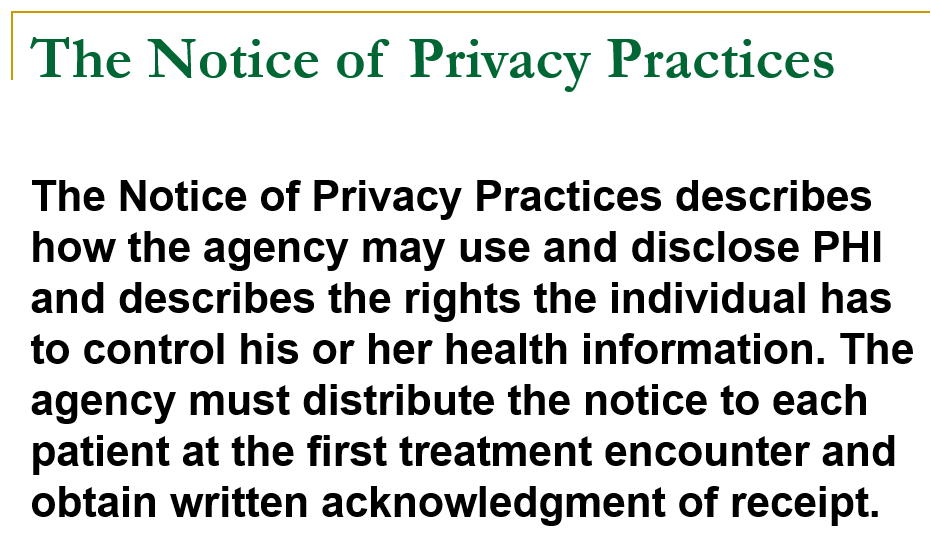 The Notice of Privacy Practices
The Notice of Privacy Practices describes
how the agency may use and disclose PHI
and describes the rights the individual has
to control his or her health information. The
agency must distribute the notice to each
patient at the first treatment encounter and
obtain written acknowledgment of receipt.